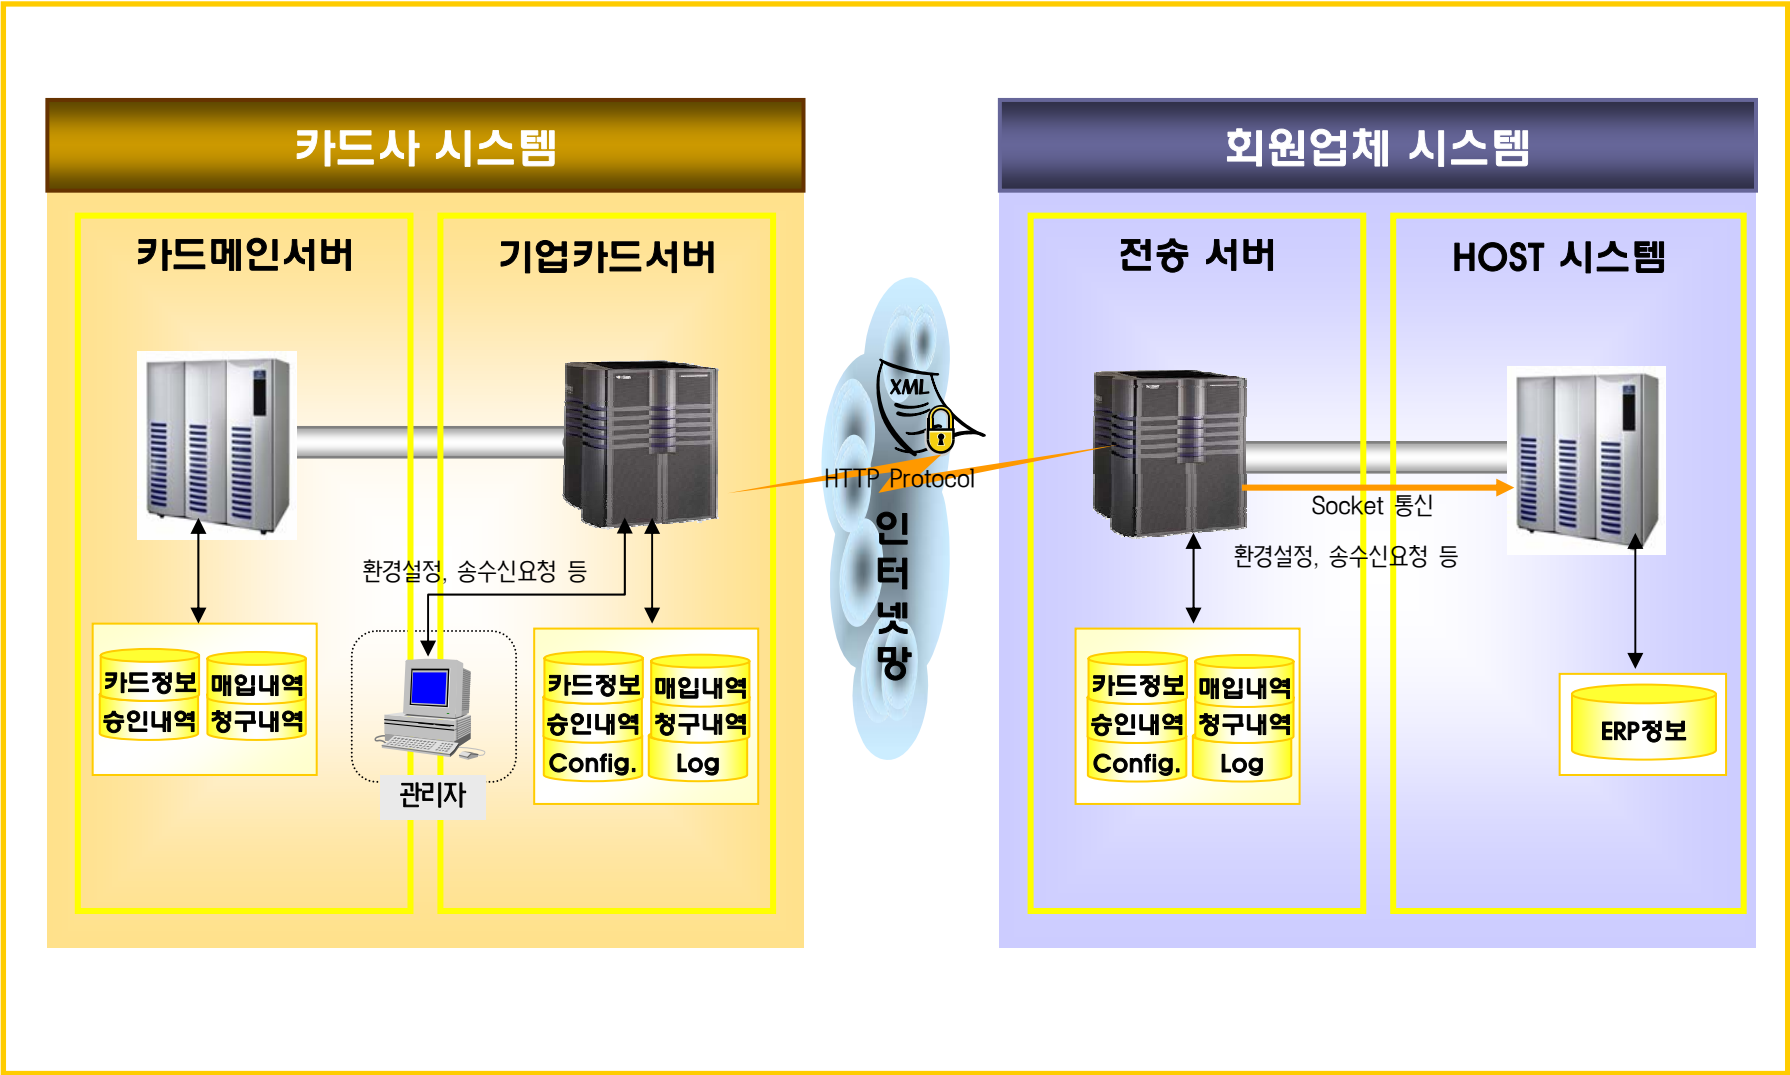 카드사 시스템
회원업체 시스템
카드메인서버
기업카드서버
전송 서버
HOST 시스템
XML
HTTP Protocol
인
터
넷
망
Socket 통신
환경설정, 송수신요청 등
환경설정, 송수신요청 등
카드정보
매입내역
승인내역
청구내역
관리자
카드정보
매입내역
승인내역
청구내역
Config.
Log
카드정보
매입내역
승인내역
청구내역
Config.
Log
ERP정보